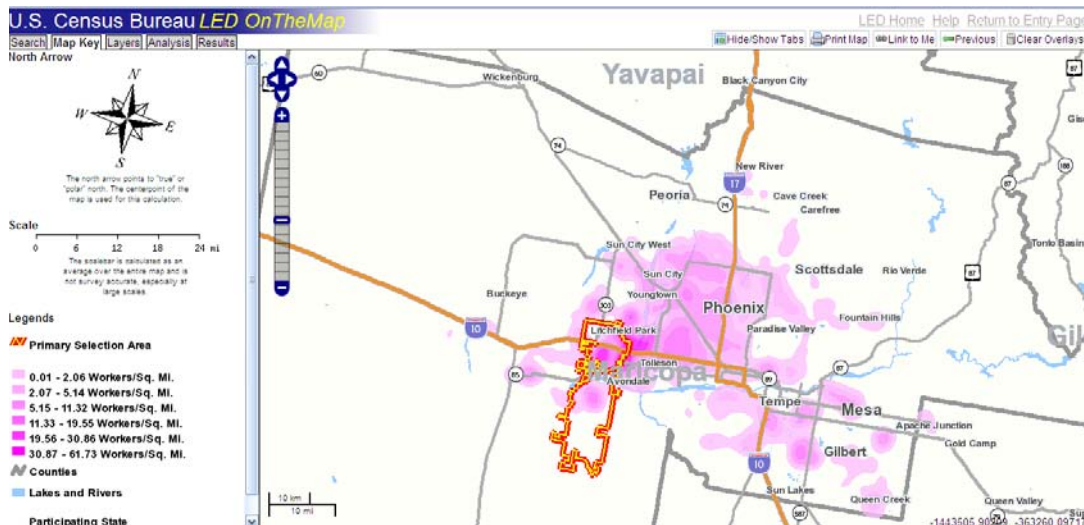 U.S. Census Bureau LED OnTheMap
LED Home Help Return to Entry Page
Search Map Key Layers Analysis Results
Hide/Show Tabs Print Map Link to Me Previous Clear Overlays
North Arrow
N
W E
S
The north arrow points to "true" or
"polar" north. The centerpoint of the
map is used for this calculation.
Scale
0 6 12 18 24 mi
The scalebar is calculated as an
average over the entire map and is
not survey accurate, especially at
large scales.
Legends
Primary Selection Area
0.01 - 2.06 Workers/Sq. Mi.
2.07 - 5.14 Workers/Sq. Mi.
5.15 - 11.32 Workers/Sq. Mi.
11.33 - 19.55 Workers/Sq. Mi.
19.56 - 30.86 Workers/Sq. Mi.
30.87 - 61.73 Workers/Sq. Mi.
Counties
Lakes and Rivers
Participating State
60
Wickenburg
Yavapai
Black Canyon City
87
74
New River
17
188
Peoria
74
Cave Creek
Carefree
87
Tonto Basin
Sun City West
Sun City
Scottsdale
Rio Verde
87
Buckeye
303
Youngtown
Phoenix
Fountain Hills
10
Litchfield Park
Paradise Valley
85
Tolleson
Maricopa
Avondale
89
87
Tempe
Mesa
Apache Junction
Gold Camp
10
Gilbert
Sun Lakes
Queen Creek
Queen Valley
587
79
10 km
10 mi